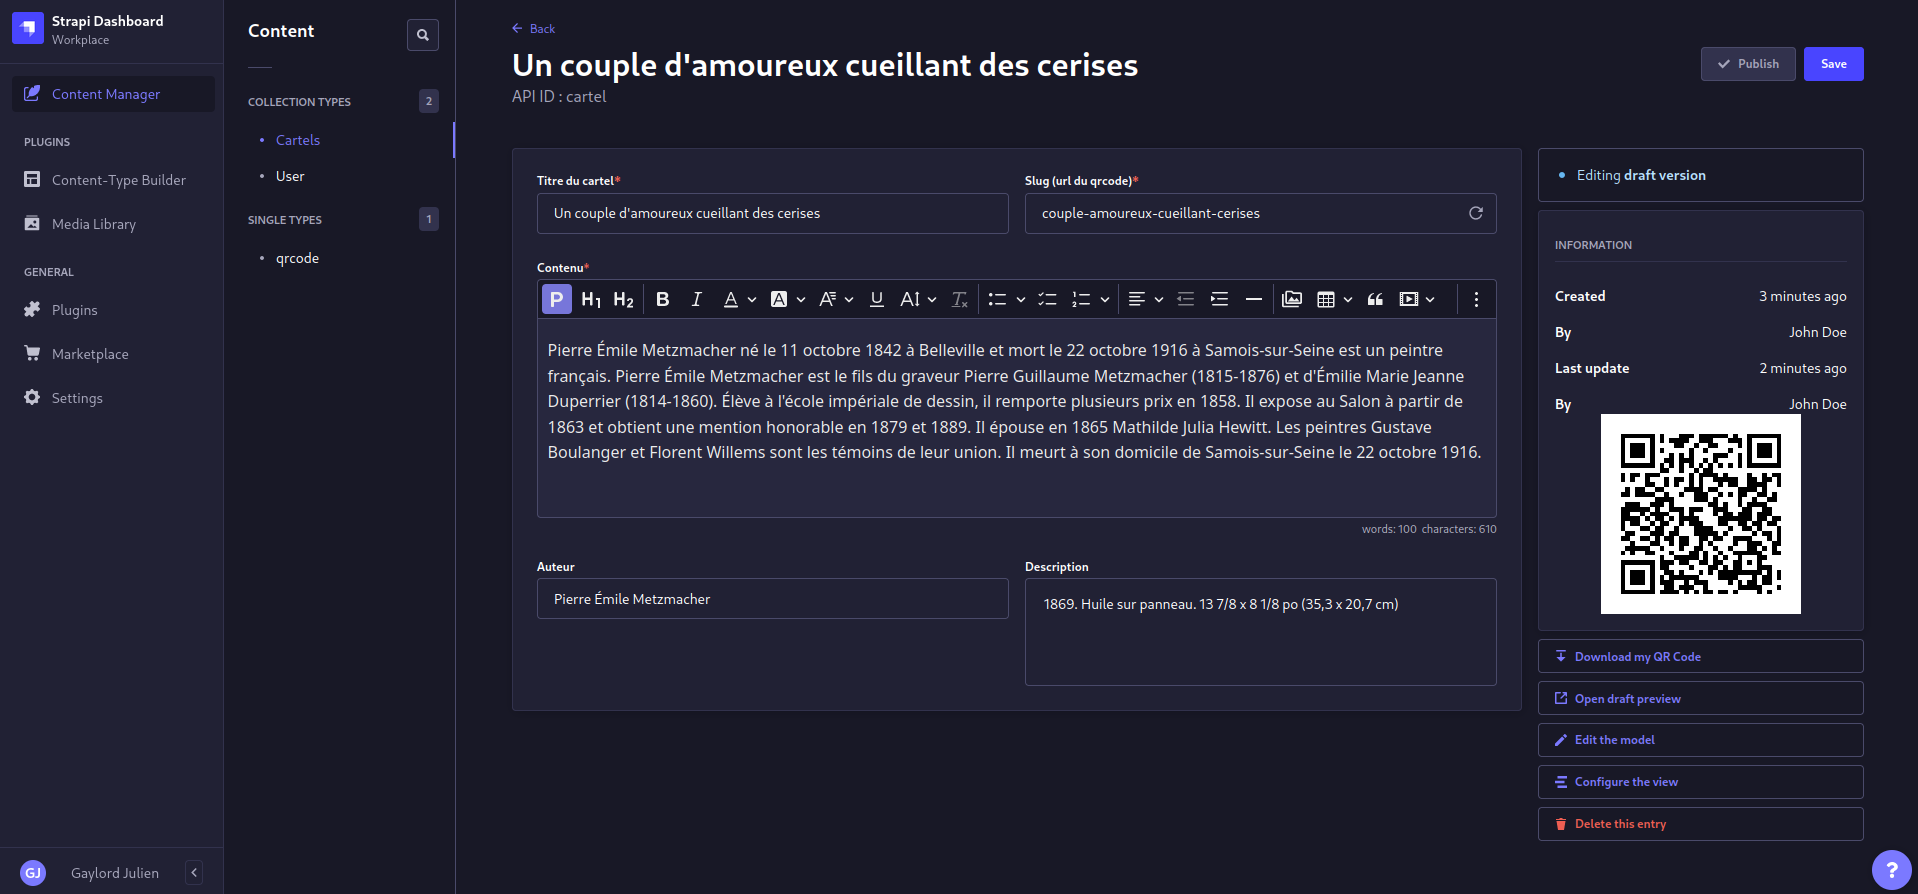 Strapi Dashboard
Workplace
Content Manager
PLUGINS
Content-Type Builder
Media Library
GENERAL
Plugins
Marketplace
Settings
GJ
Gaylord Julien
Content
COLLECTION TYPES
2
Cartels
User
SINGLE TYPES
1
qrcode
Back
Un couple d'amoureux cueillant des cerises
API ID : cartel
Publish
Save
Titre du cartel*
Un couple d'amoureux cueillant des cerises
Slug (url du qrcode)*
couple-amoureux-cueillant-cerises
Contenu*
P H1 H2 B I A A A U A T
Pierre Émile Metzmacher né le 11 octobre 1842 à Belleville et mort le 22 octobre 1916 à Samois-sur-Seine est un peintre
français. Pierre Émile Metzmacher est le fils du graveur Pierre Guillaume Metzmacher (1815-1876) et d'Émilie Marie Jeanne
Duperrier (1814-1860). Élève à l'école impériale de dessin, il remporte plusieurs prix en 1858. Il expose au Salon à partir de
1863 et obtient une mention honorable en 1879 et 1889. Il épouse en 1865 Mathilde Julia Hewitt. Les peintres Gustave
Boulanger et Florent Willems sont les témoins de leur union. Il meurt à son domicile de Samois-sur-Seine le 22 octobre 1916.
words: 100 characters: 610
Auteur
Pierre Émile Metzmacher
Description
1869. Huile sur panneau. 13 7/8 x 8 1/8 po (35,3 x 20,7 cm)
Editing draft version
INFORMATION
Created 3 minutes ago
By John Doe
Last update 2 minutes ago
By John Doe
Download my QR Code
Open draft preview
Edit the model
Configure the view
Delete this entry
?